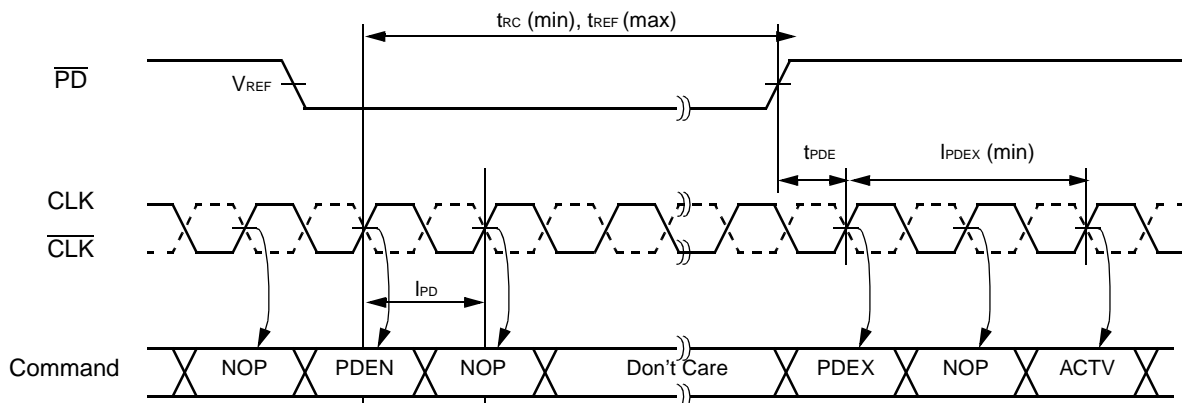 tRC (min), tREF (max)
PD
VREF
tPDE
lPDEX (min)
CLK
CLK
lPD
Command
NOP
PDEN
NOP
Don't Care
PDEX
NOP
ACTV